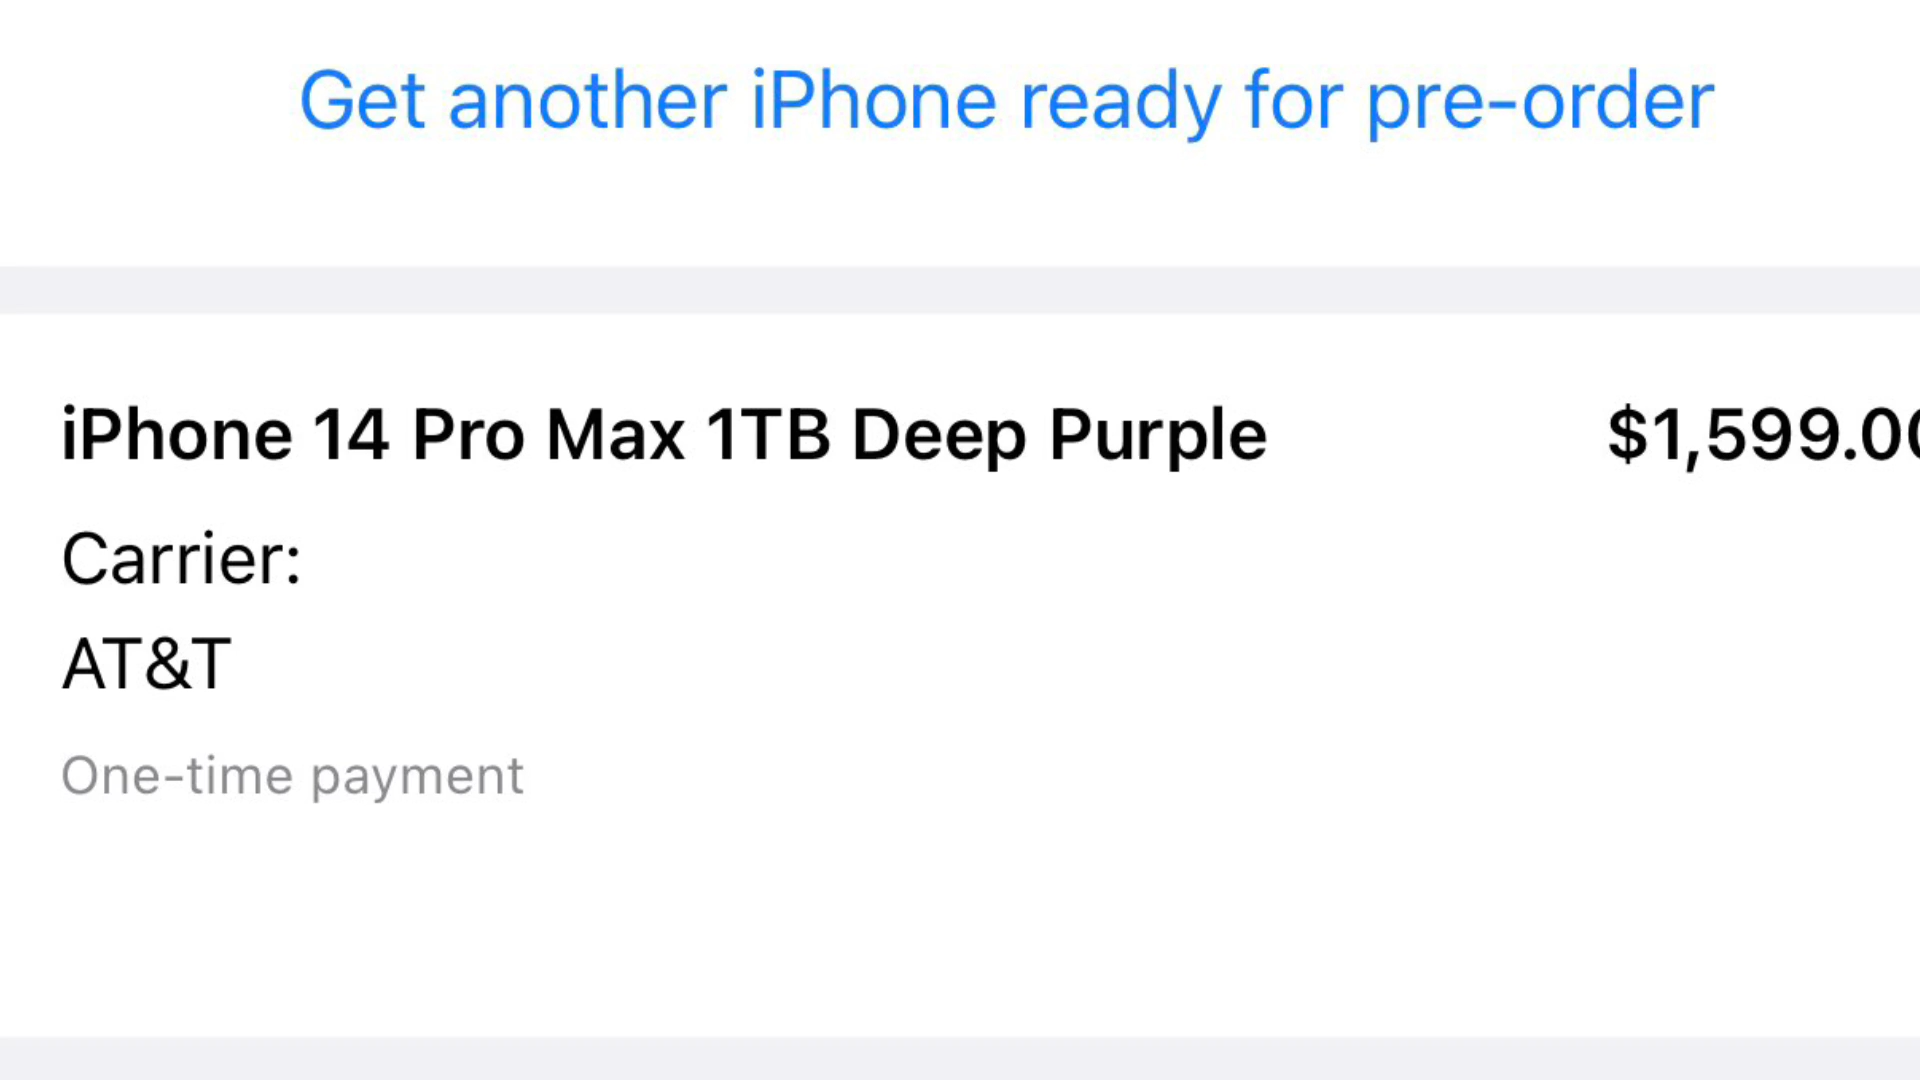 Get another iPhone ready for pre-order
iPhone 14 Pro Max 1TB Deep Purple $1,599.00
Carrier:
AT&T
One-time payment